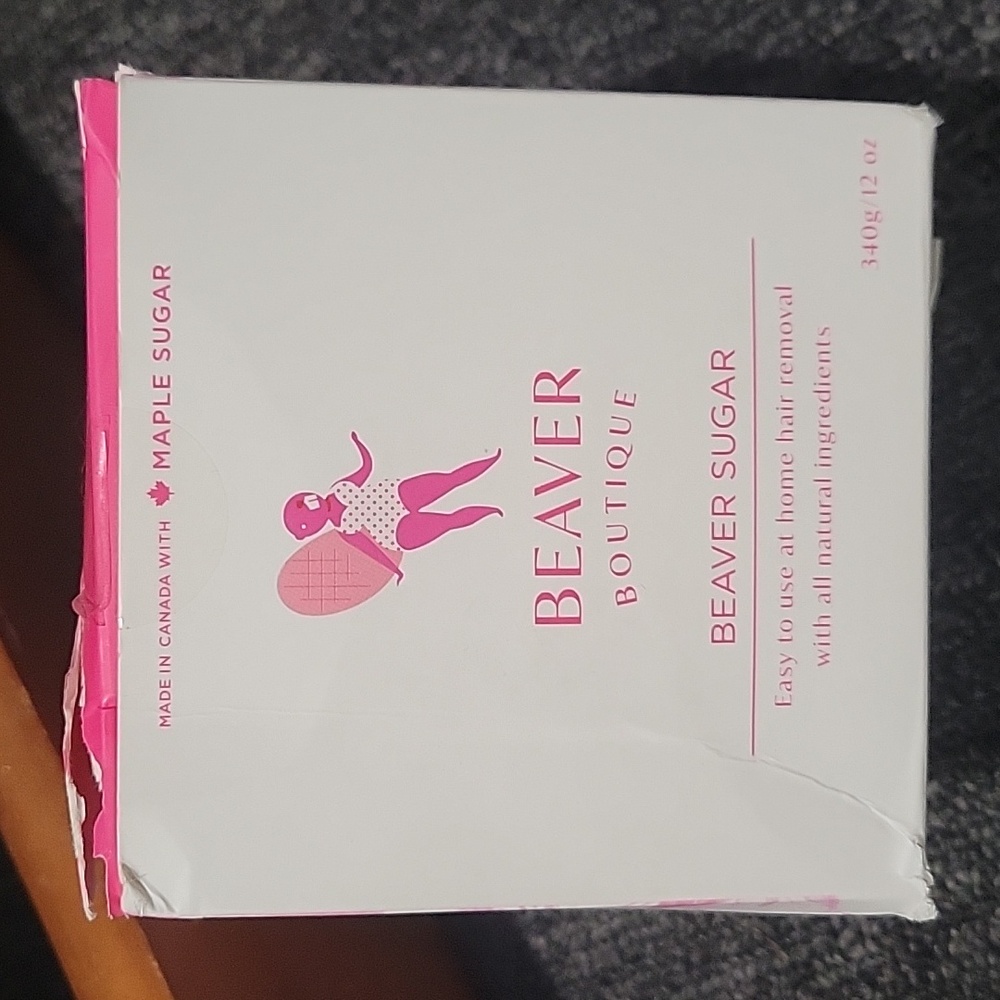 MADE IN CANADA WITH MAPLE SUGAR
BEAVER
BOUTIQUE
BEAVER SUGAR
Easy to use at home hair removal
with all natural ingredients
340g/12 oz